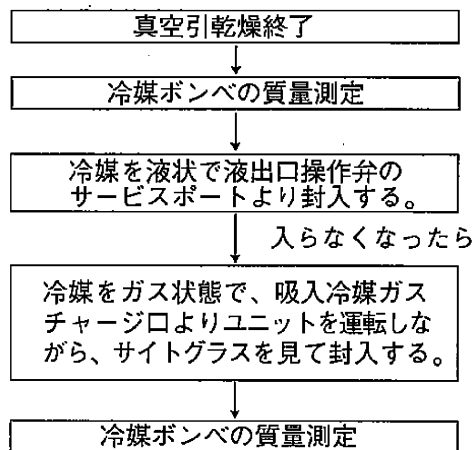 真空引乾燥終了
冷媒ボンベの質量測定
冷媒を液状で液出口操作弁の
サービスポートより封入する。
入らなくなったら
冷媒をガス状態で、吸入冷媒ガス
チャージ口よりユニットを運転しな
がら、サイトグラスを見て封入する。
冷媒ボンベの質量測定